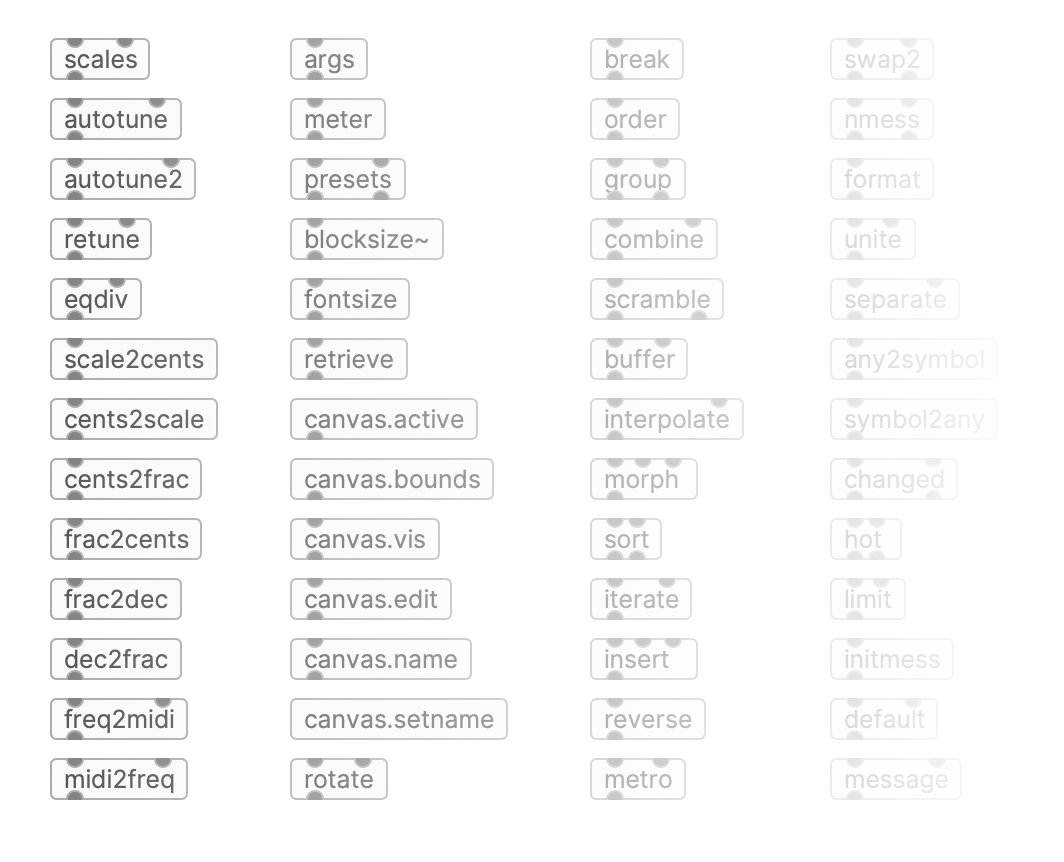 scales
autotune
autotune2
retune
eqdiv
scale2cents
cents2scale
cents2frac
frac2cents
frac2dec
dec2frac
freq2midi
midi2freq
args
meter
presets
blocksize~
fontsize
retrieve
canvas.active
canvas.bounds
canvas.vis
canvas.edit
canvas.name
canvas.setname
rotate
break
order
group
combine
scramble
buffer
interpolate
morph
sort
iterate
insert
reverse
metro
swap2
nmess
format
unite
separate
any2symbol
symbol2any
changed
hot
limit
initmess
default
message